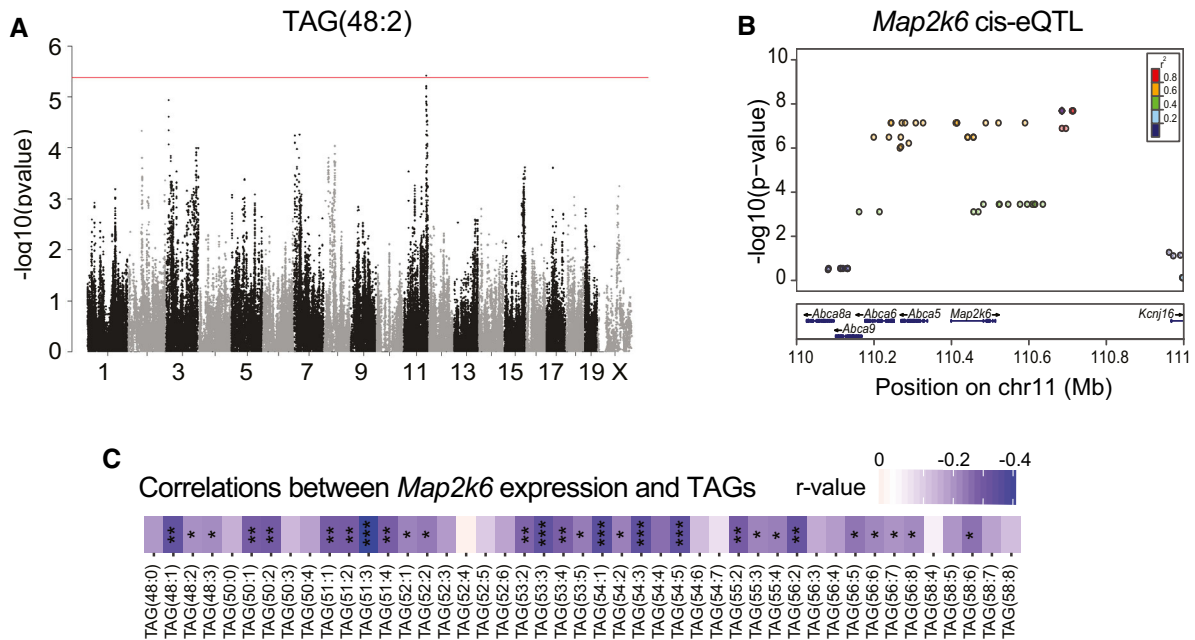 A
TAG(48:2)
-log10(pvalue)
6
5
4
3
2
1
0
1 3 5 7 9 11 13 15 17 19 X
B
Map2k6 cis-eQTL
-log10(p-value)
10
8
6
4
2
0
r²
0.8
0.6
0.4
0.2
Abca8a Abca6 Abca5 Map2k6 Kcnj16
Abca9
110 110.2 110.4 110.6 110.8 111
Position on chr11 (Mb)
C
Correlations between Map2k6 expression and TAGs
r-value
0 -0.2 -0.4
** * * ** ** ** ** *** ** * * ** *** ** * *** * *** *** ** * * ** * * * * *
TAG(48:0)
TAG(48:1)
TAG(48:2)
TAG(48:3)
TAG(50:0)
TAG(50:1)
TAG(50:2)
TAG(50:3)
TAG(50:4)
TAG(51:1)
TAG(51:2)
TAG(51:3)
TAG(51:4)
TAG(52:1)
TAG(52:2)
TAG(52:3)
TAG(52:4)
TAG(52:5)
TAG(52:6)
TAG(53:2)
TAG(53:3)
TAG(53:4)
TAG(53:5)
TAG(54:1)
TAG(54:2)
TAG(54:3)
TAG(54:4)
TAG(54:5)
TAG(54:6)
TAG(54:7)
TAG(55:2)
TAG(55:3)
TAG(55:4)
TAG(56:2)
TAG(56:3)
TAG(56:4)
TAG(56:5)
TAG(56:6)
TAG(56:7)
TAG(56:8)
TAG(58:4)
TAG(58:5)
TAG(58:6)
TAG(58:7)
TAG(58:8)